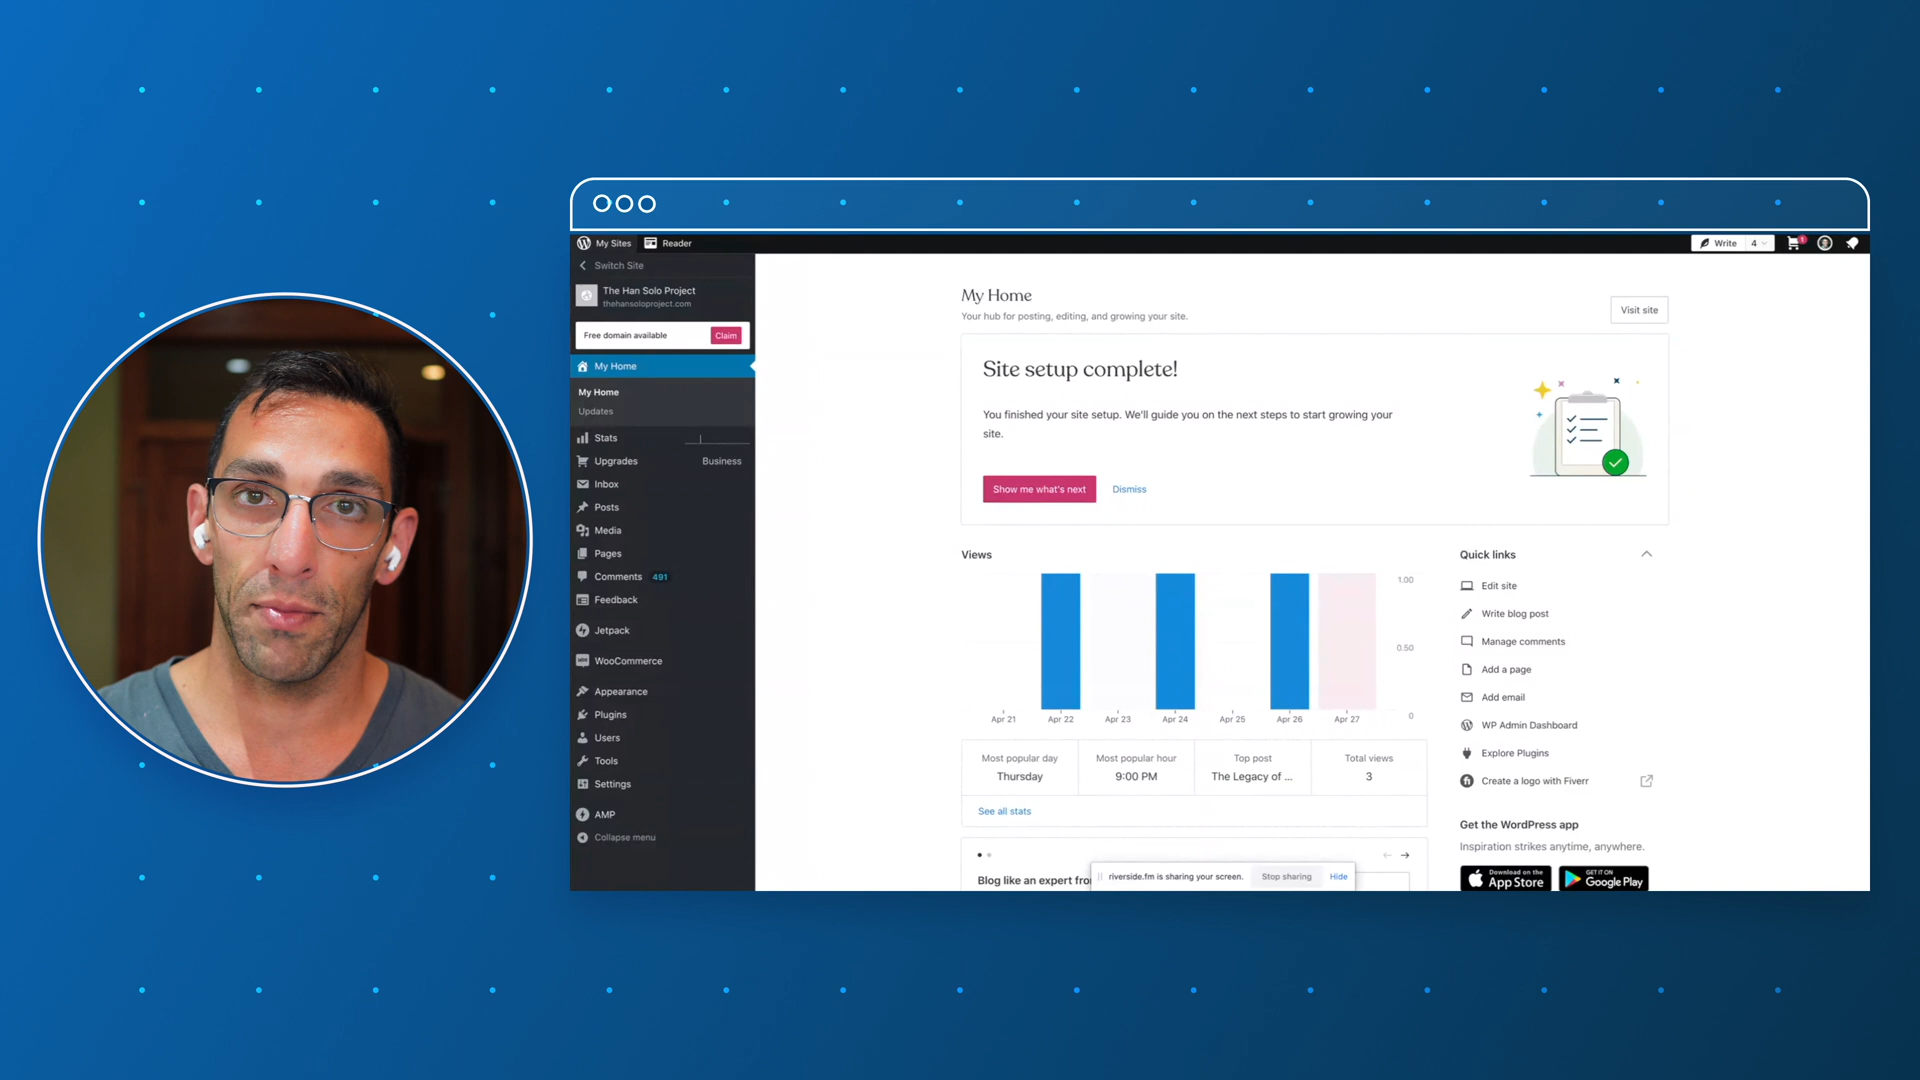 My Sites
Reader
Write 4
1
Switch Site
The Han Solo Project
thehansoloproject.com
Free domain available Claim
My Home
My Home
Updates
Stats
Upgrades Business
Inbox
Posts
Media
Pages
Comments 491
Feedback
Jetpack
WooCommerce
Appearance
Plugins
Users
Tools
Settings
AMP
Collapse menu
My Home
Your hub for posting, editing, and growing your site.
Visit site
Site setup complete!
You finished your site setup. We'll guide you on the next steps to start growing your
site.
Show me what's next Dismiss
Views
1.00
0.50
0
Apr 21 Apr 22 Apr 23 Apr 24 Apr 25 Apr 26 Apr 27
Most popular day
Thursday
Most popular hour
9:00 PM
Top post
The Legacy of ...
Total views
3
See all stats
Blog like an expert fro
riverside.fm is sharing your screen. Stop sharing Hide
Quick links
Edit site
Write blog post
Manage comments
Add a page
Add email
WP Admin Dashboard
Explore Plugins
Create a logo with Fiverr
Get the WordPress app
Inspiration strikes anytime, anywhere.
Download on the
App Store
GET IT ON
Google Play